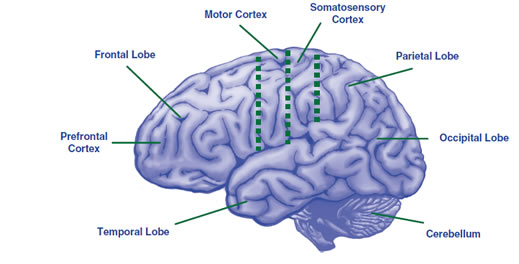 Somatosensory
Cortex
Motor Cortex
Frontal Lobe
Parietal Lobe
Prefrontal
Cortex
Occipital Lobe
Temporal Lobe
Cerebellum